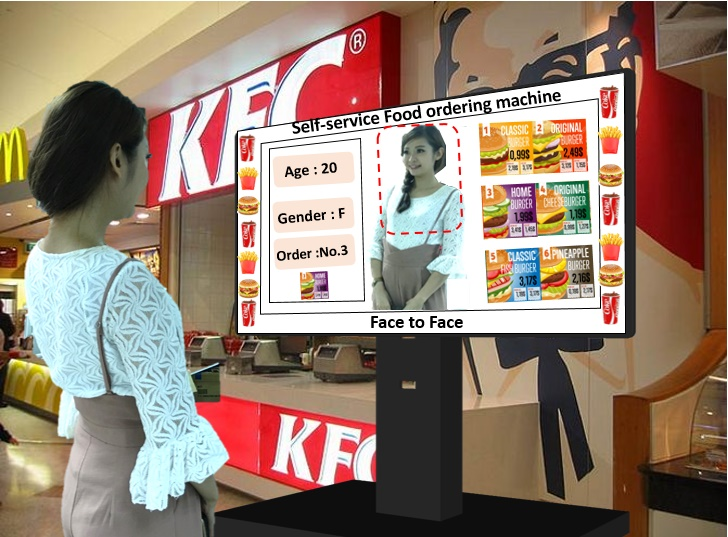 KFC®
Self-service Food ordering machine
Age : 20
Gender : F
Order :No.3
HOME
BURGER
1 CLASSIC
BURGER
0,99$
2 ORIGINAL
BURGER
2,49$
3 HOME
BURGER
1,99$
4 ORIGINAL
CHEESEBURGER
1,19$
5 CLASSIC
FISH BURGER
3,17$
6 PINEAPPLE
BURGER
2,16$
Face to Face
KFC